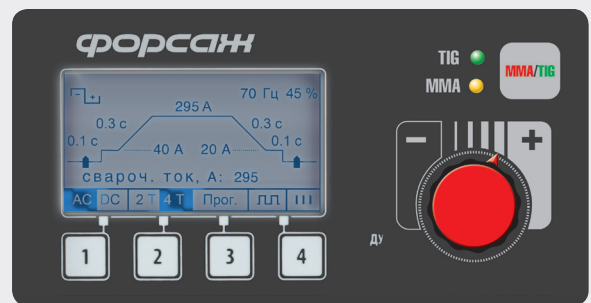 форсаж
TIG
MMA
MMA/TIG
70 Гц 45 %
295 А
0.3 с
0.3 с
0.1 с
0.1 с
40 А 20 А
свароч. ток, А: 295
AC DC 2 Т 4 Т Прог.
1 2 3 4
ДУ